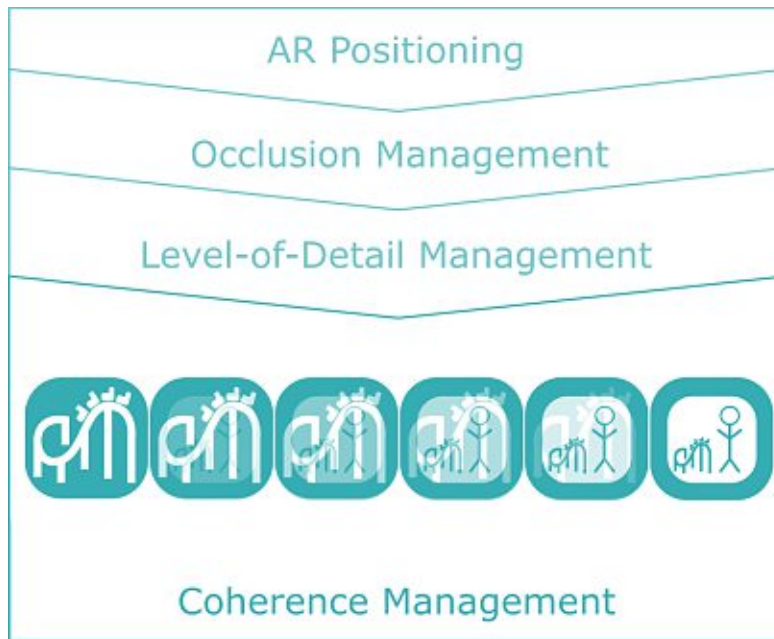 AR Positioning
Occlusion Management
Level-of-Detail Management
Coherence Management